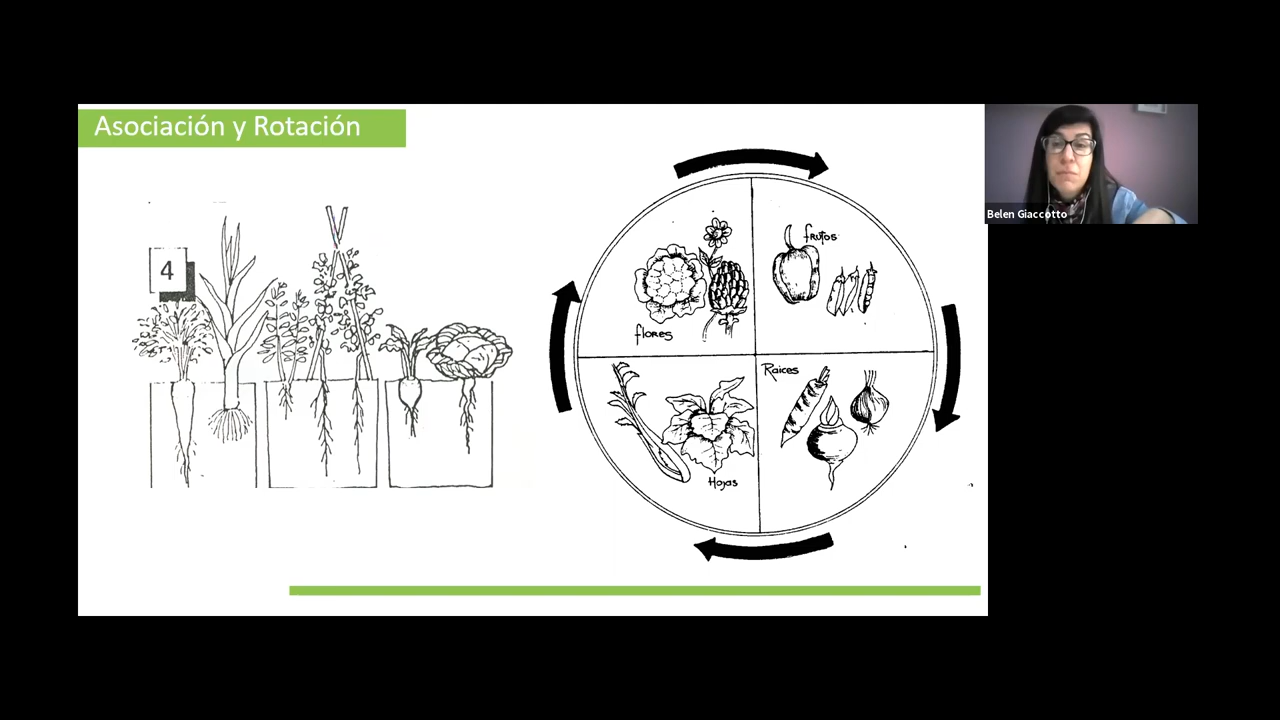 Asociación y Rotación
4
frutos
flores
Raices
Hojas
Belen Giaccotto